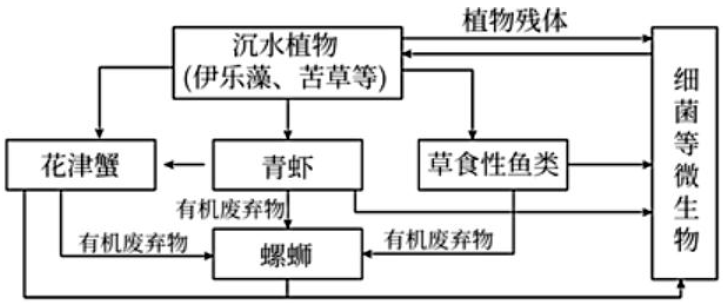 植物残体
沉水植物
(伊乐藻、苦草等)
细菌等微生物
花津蟹
青虾
草食性鱼类
有机废弃物
有机废弃物
有机废弃物
螺蛳